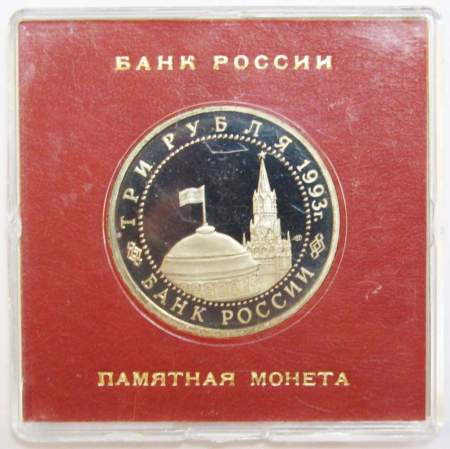 БАНК РОССИИ
ТРИ РУБЛЯ 1993г.
БАНК РОССИИ
ПАМЯТНАЯ МОНЕТА